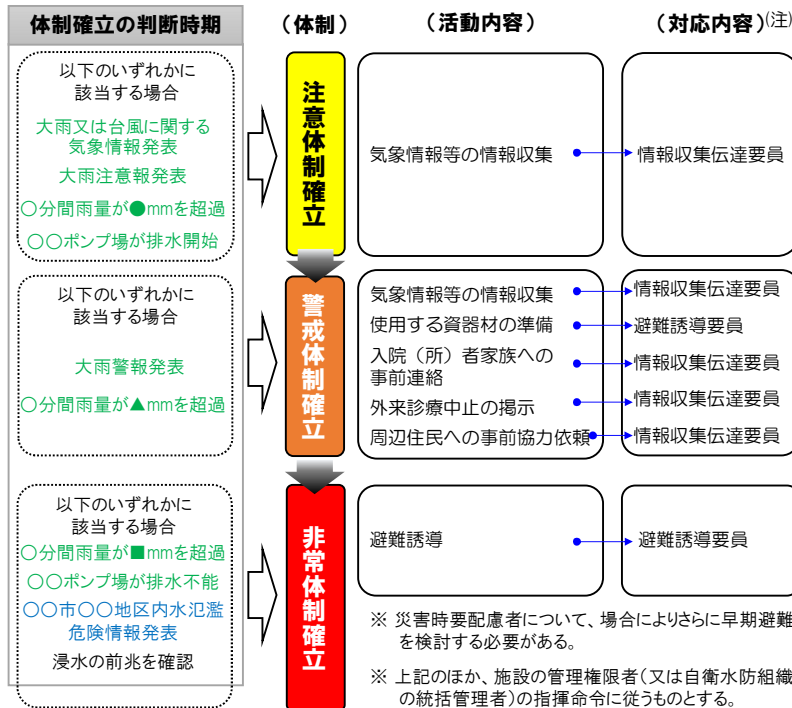 体制確立の判断時期
（体制）
（活動内容）
（対応内容）(注)
以下のいずれかに
該当する場合
大雨又は台風に関する
気象情報発表
大雨注意報発表
〇分間雨量が●mmを超過
〇〇ポンプ場が排水開始
注意体制確立
気象情報等の情報収集
情報収集伝達要員
以下のいずれかに
該当する場合
大雨警報発表
〇分間雨量が▲mmを超過
警戒体制確立
気象情報等の情報収集
情報収集伝達要員
使用する資器材の準備
避難誘導要員
入院（所）者家族への
事前連絡
情報収集伝達要員
外来診療中止の掲示
情報収集伝達要員
周辺住民への事前協力依頼
情報収集伝達要員
以下のいずれかに
該当する場合
〇分間雨量が■mmを超過
〇〇ポンプ場が排水不能
〇〇市〇〇地区内水氾濫
危険情報発表
浸水の前兆を確認
非常体制確立
避難誘導
避難誘導要員
※ 災害時要配慮者について、場合によりさらに早期避難
を検討する必要がある。
※ 上記のほか、施設の管理権限者（又は自衛水防組織
の統括管理者）の指揮命令に従うものとする。